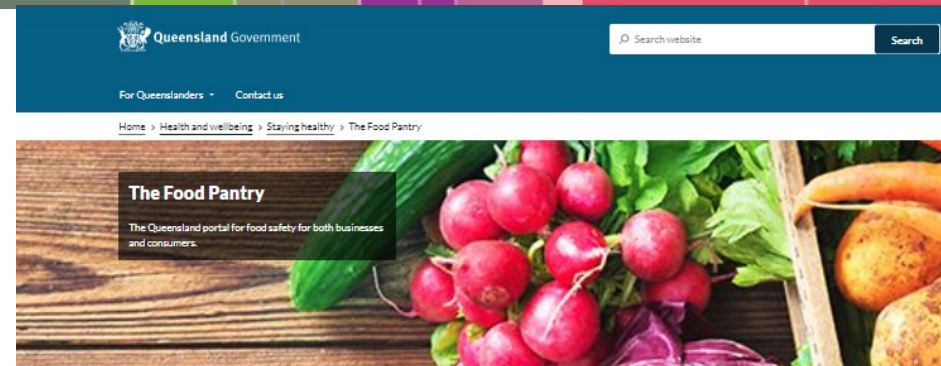 Queensland Government
Search website
Search
For Queenslanders
Contact us
Home > Health and wellbeing > Staying healthy > The Food Pantry
The Food Pantry
The Queensland portal for food safety for both businesses
and consumers.